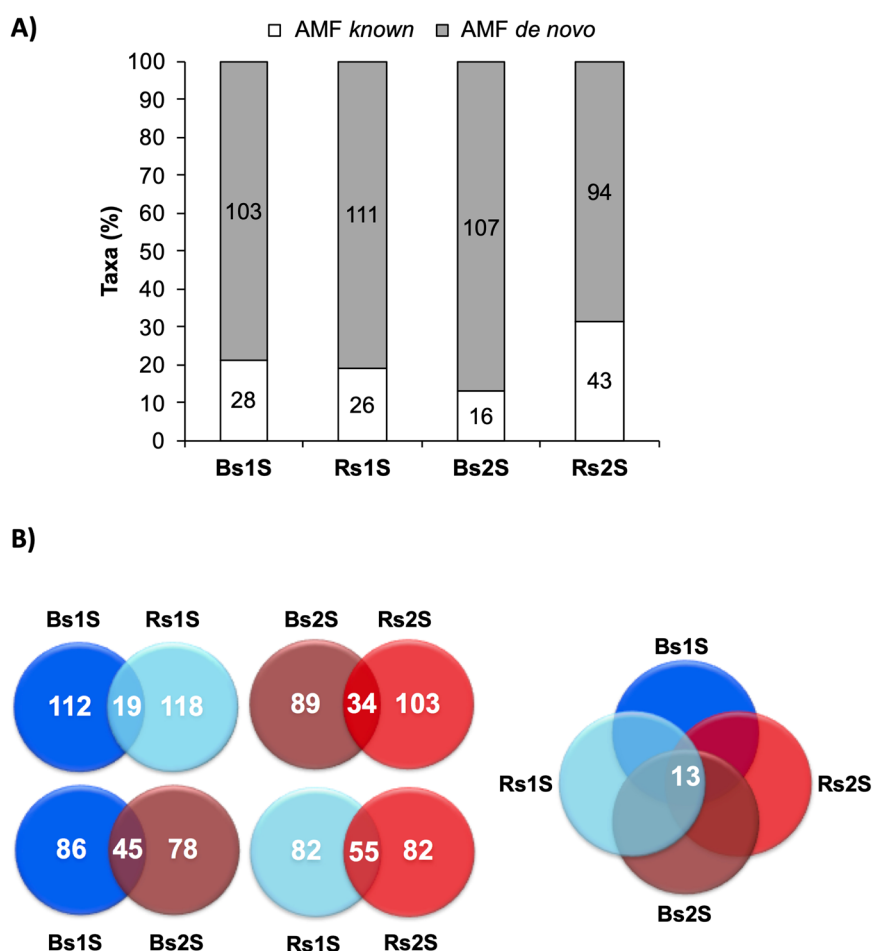 A)
AMF known AMF de novo
Taxa (%)
100
90
80
70
60
50
40
30
20
10
0
103 111 107 94
28 26 16 43
Bs1S Rs1S Bs2S Rs2S
B)
Bs1S Rs1S Bs2S Rs2S
112 19 118 89 34 103
86 45 78 82 55 82
Bs1S Bs2S Rs1S Rs2S
Bs1S
Rs1S 13 Rs2S
Bs2S